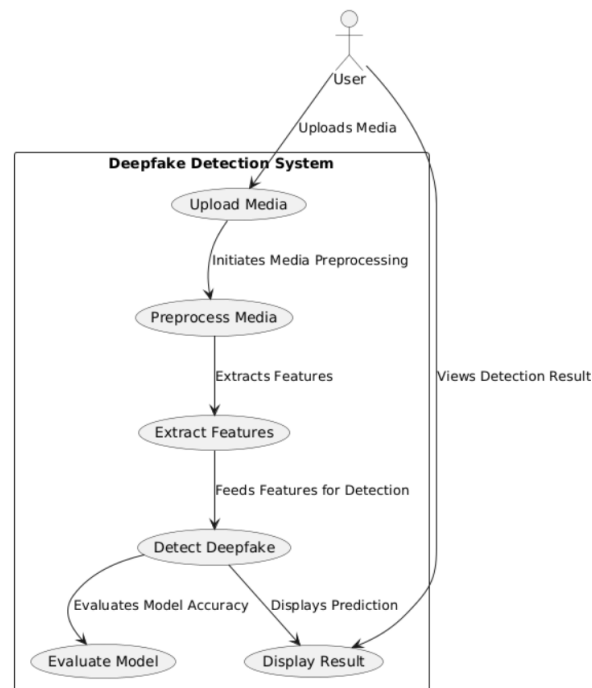 User
Uploads Media
Deepfake Detection System
Upload Media
Initiates Media Preprocessing
Preprocess Media
Extracts Features
Views Detection Result
Extract Features
Feeds Features for Detection
Detect Deepfake
Evaluates Model Accuracy
Displays Prediction
Evaluate Model
Display Result